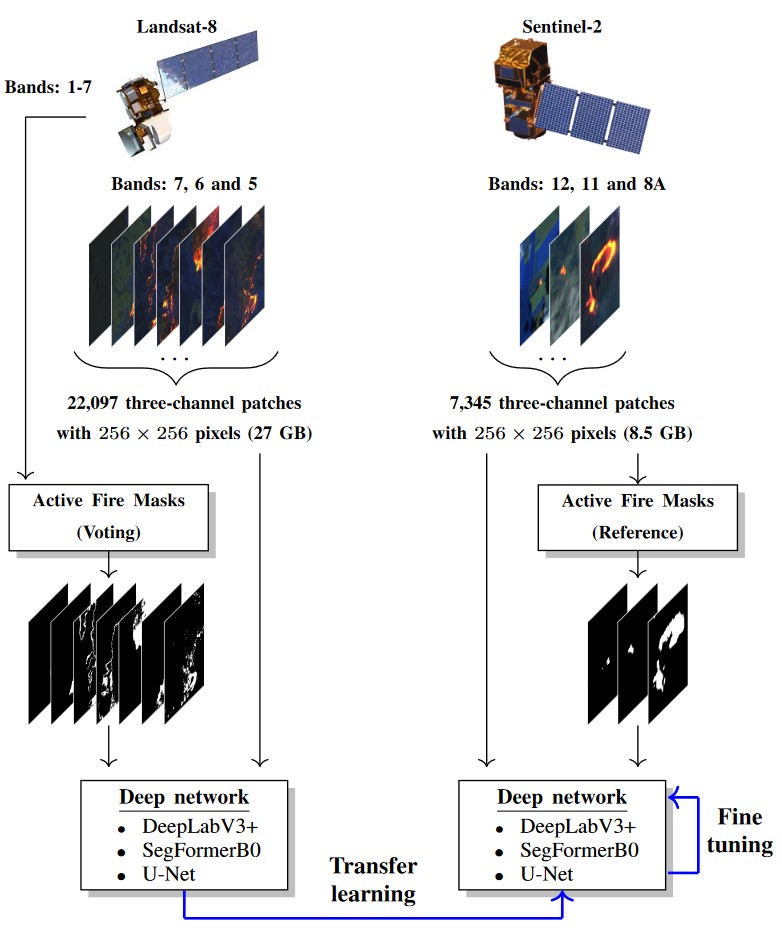 Landsat-8
Sentinel-2
Bands: 1-7
Bands: 7, 6 and 5
Bands: 12, 11 and 8A
. . .
. . .
22,097 three-channel patches
with 256 × 256 pixels (27 GB)
7,345 three-channel patches
with 256 × 256 pixels (8.5 GB)
Active Fire Masks
(Voting)
Active Fire Masks
(Reference)
Deep network
• DeepLabV3+
• SegFormerB0
• U-Net
Deep network
• DeepLabV3+
• SegFormerB0
• U-Net
Fine
tuning
Transfer
learning